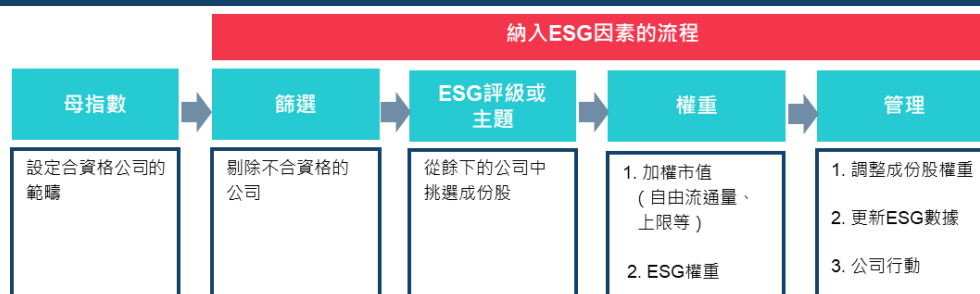 納入ESG因素的流程
母指數
篩選
ESG評級或
主題
權重
管理
設定合資格公司的
範疇
剔除不合資格的
公司
從餘下的公司中
挑選成份股
1. 加權市值
（自由流通量、
上限等）
2. ESG權重
1. 調整成份股權重
2. 更新ESG數據
3. 公司行動